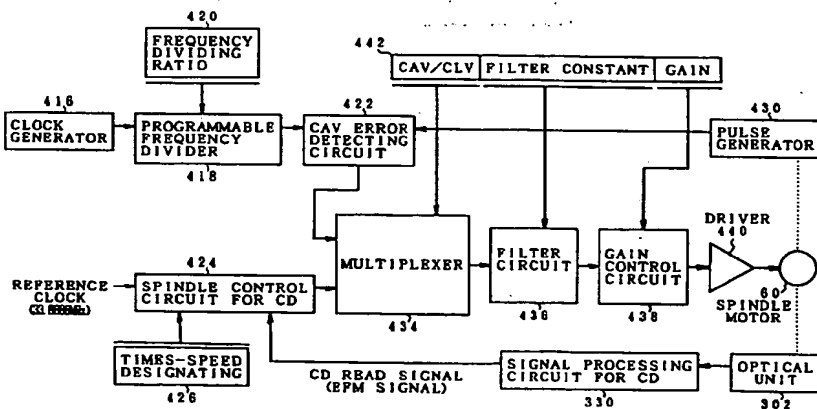 420
FREQUENCY
DIVIDING
RATIO
442
CAV/CLV FILTER CONSTANT GAIN
416
CLOCK
GENERATOR
PROGRAMMABLE
FREQUENCY
DIVIDER
418
422
CAV ERROR
DETECTING
CIRCUIT
430
PULSE
GENERATOR
424
SPINDLE CONTROL
CIRCUIT FOR CD
REFERENCE
CLOCK
MULTIPLEXER
434
FILTER
CIRCUIT
436
GAIN
CONTROL
CIRCUIT
438
DRIVER
440
60
SPINDLE
MOTOR
TIMES-SPEED
DESIGNATING
426
CD READ SIGNAL
(EFM SIGNAL)
SIGNAL PROCESSING
CIRCUIT FOR CD
330
OPTICAL
UNIT
302